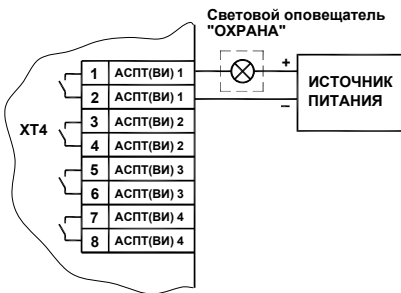 Световой оповещатель
"ОХРАНА"
+
ИСТОЧНИК
ПИТАНИЯ
–
XT4
1 АСПТ(ВИ) 1
2 АСПТ(ВИ) 1
3 АСПТ(ВИ) 2
4 АСПТ(ВИ) 2
5 АСПТ(ВИ) 3
6 АСПТ(ВИ) 3
7 АСПТ(ВИ) 4
8 АСПТ(ВИ) 4